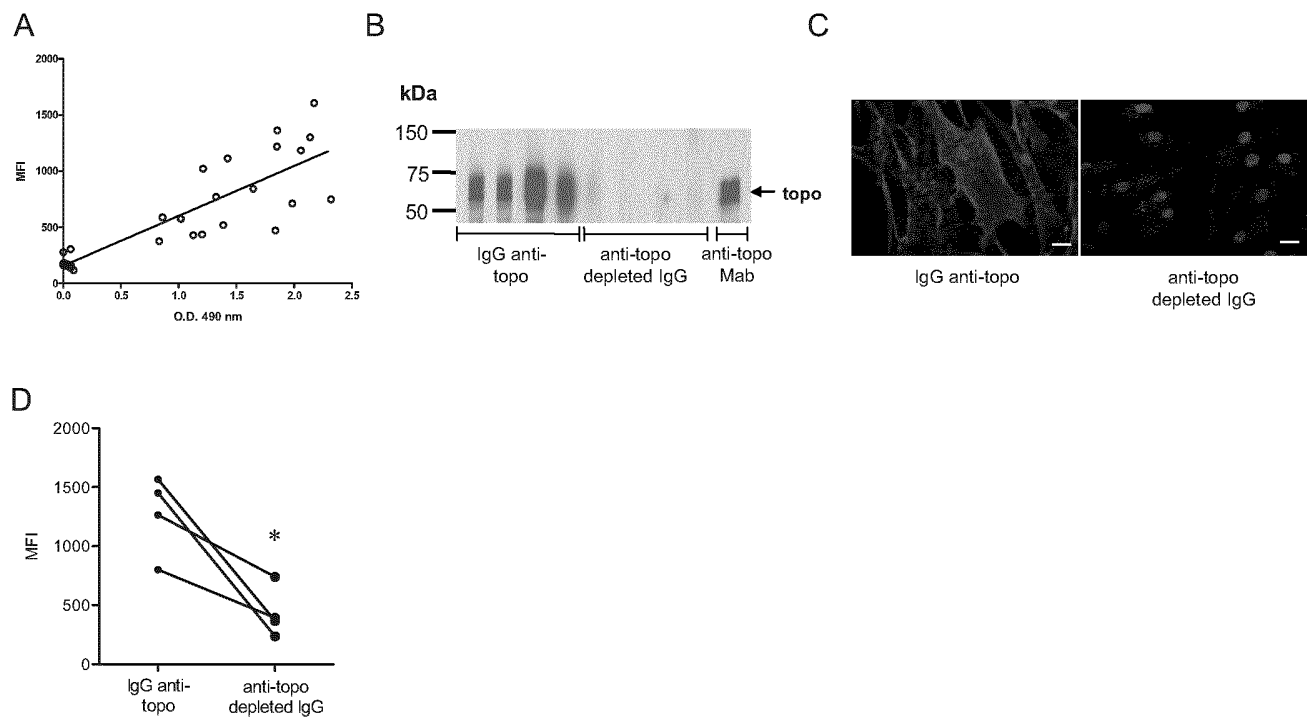 A
2000
1500
1000
500
0
MFI
0.0 0.5 1.0 1.5 2.0 2.5
O.D. 490 nm
B
kDa
150
75
50
topo
IgG anti-
topo
anti-topo
depleted IgG
anti-topo
Mab
C
IgG anti-topo
anti-topo
depleted IgG
D
2000
1500
1000
500
0
MFI
*
IgG anti-
topo
anti-topo
depleted IgG